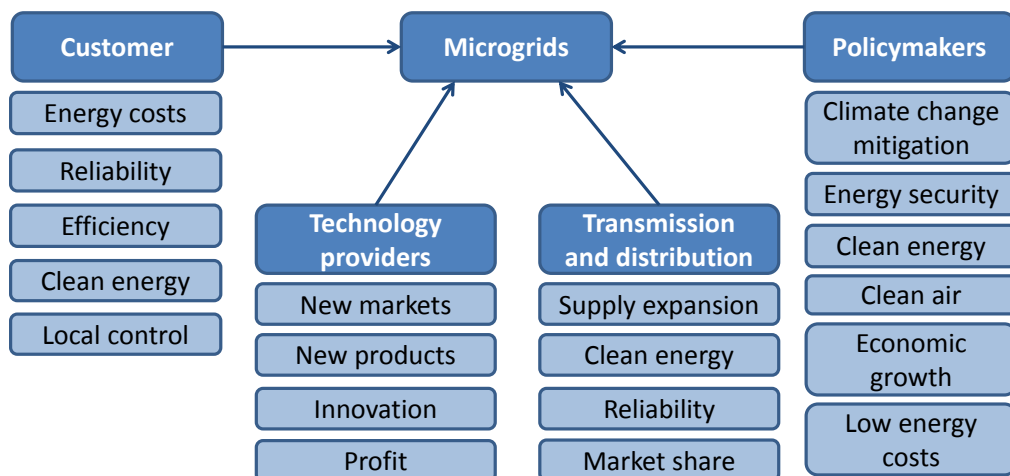 Customer
Microgrids
Policymakers
Energy costs
Reliability
Efficiency
Clean energy
Local control
Technology
providers
New markets
New products
Innovation
Profit
Transmission
and distribution
Supply expansion
Clean energy
Reliability
Market share
Climate change
mitigation
Energy security
Clean energy
Clean air
Economic
growth
Low energy
costs